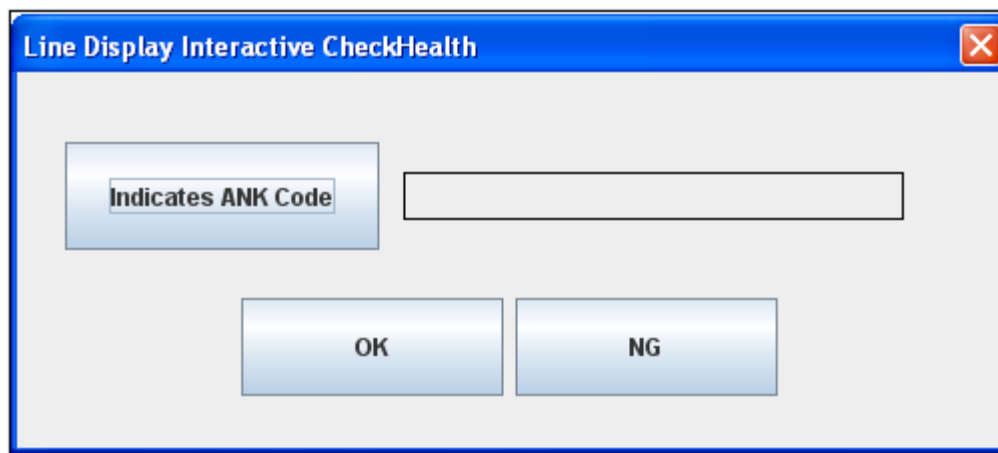 Line Display Interactive CheckHealth
Indicates ANK Code
OK
NG